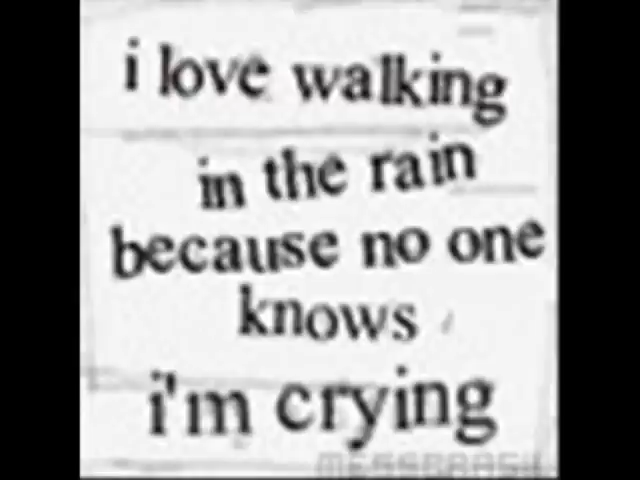 i love walking
in the rain
because no one
knows
i'm crying